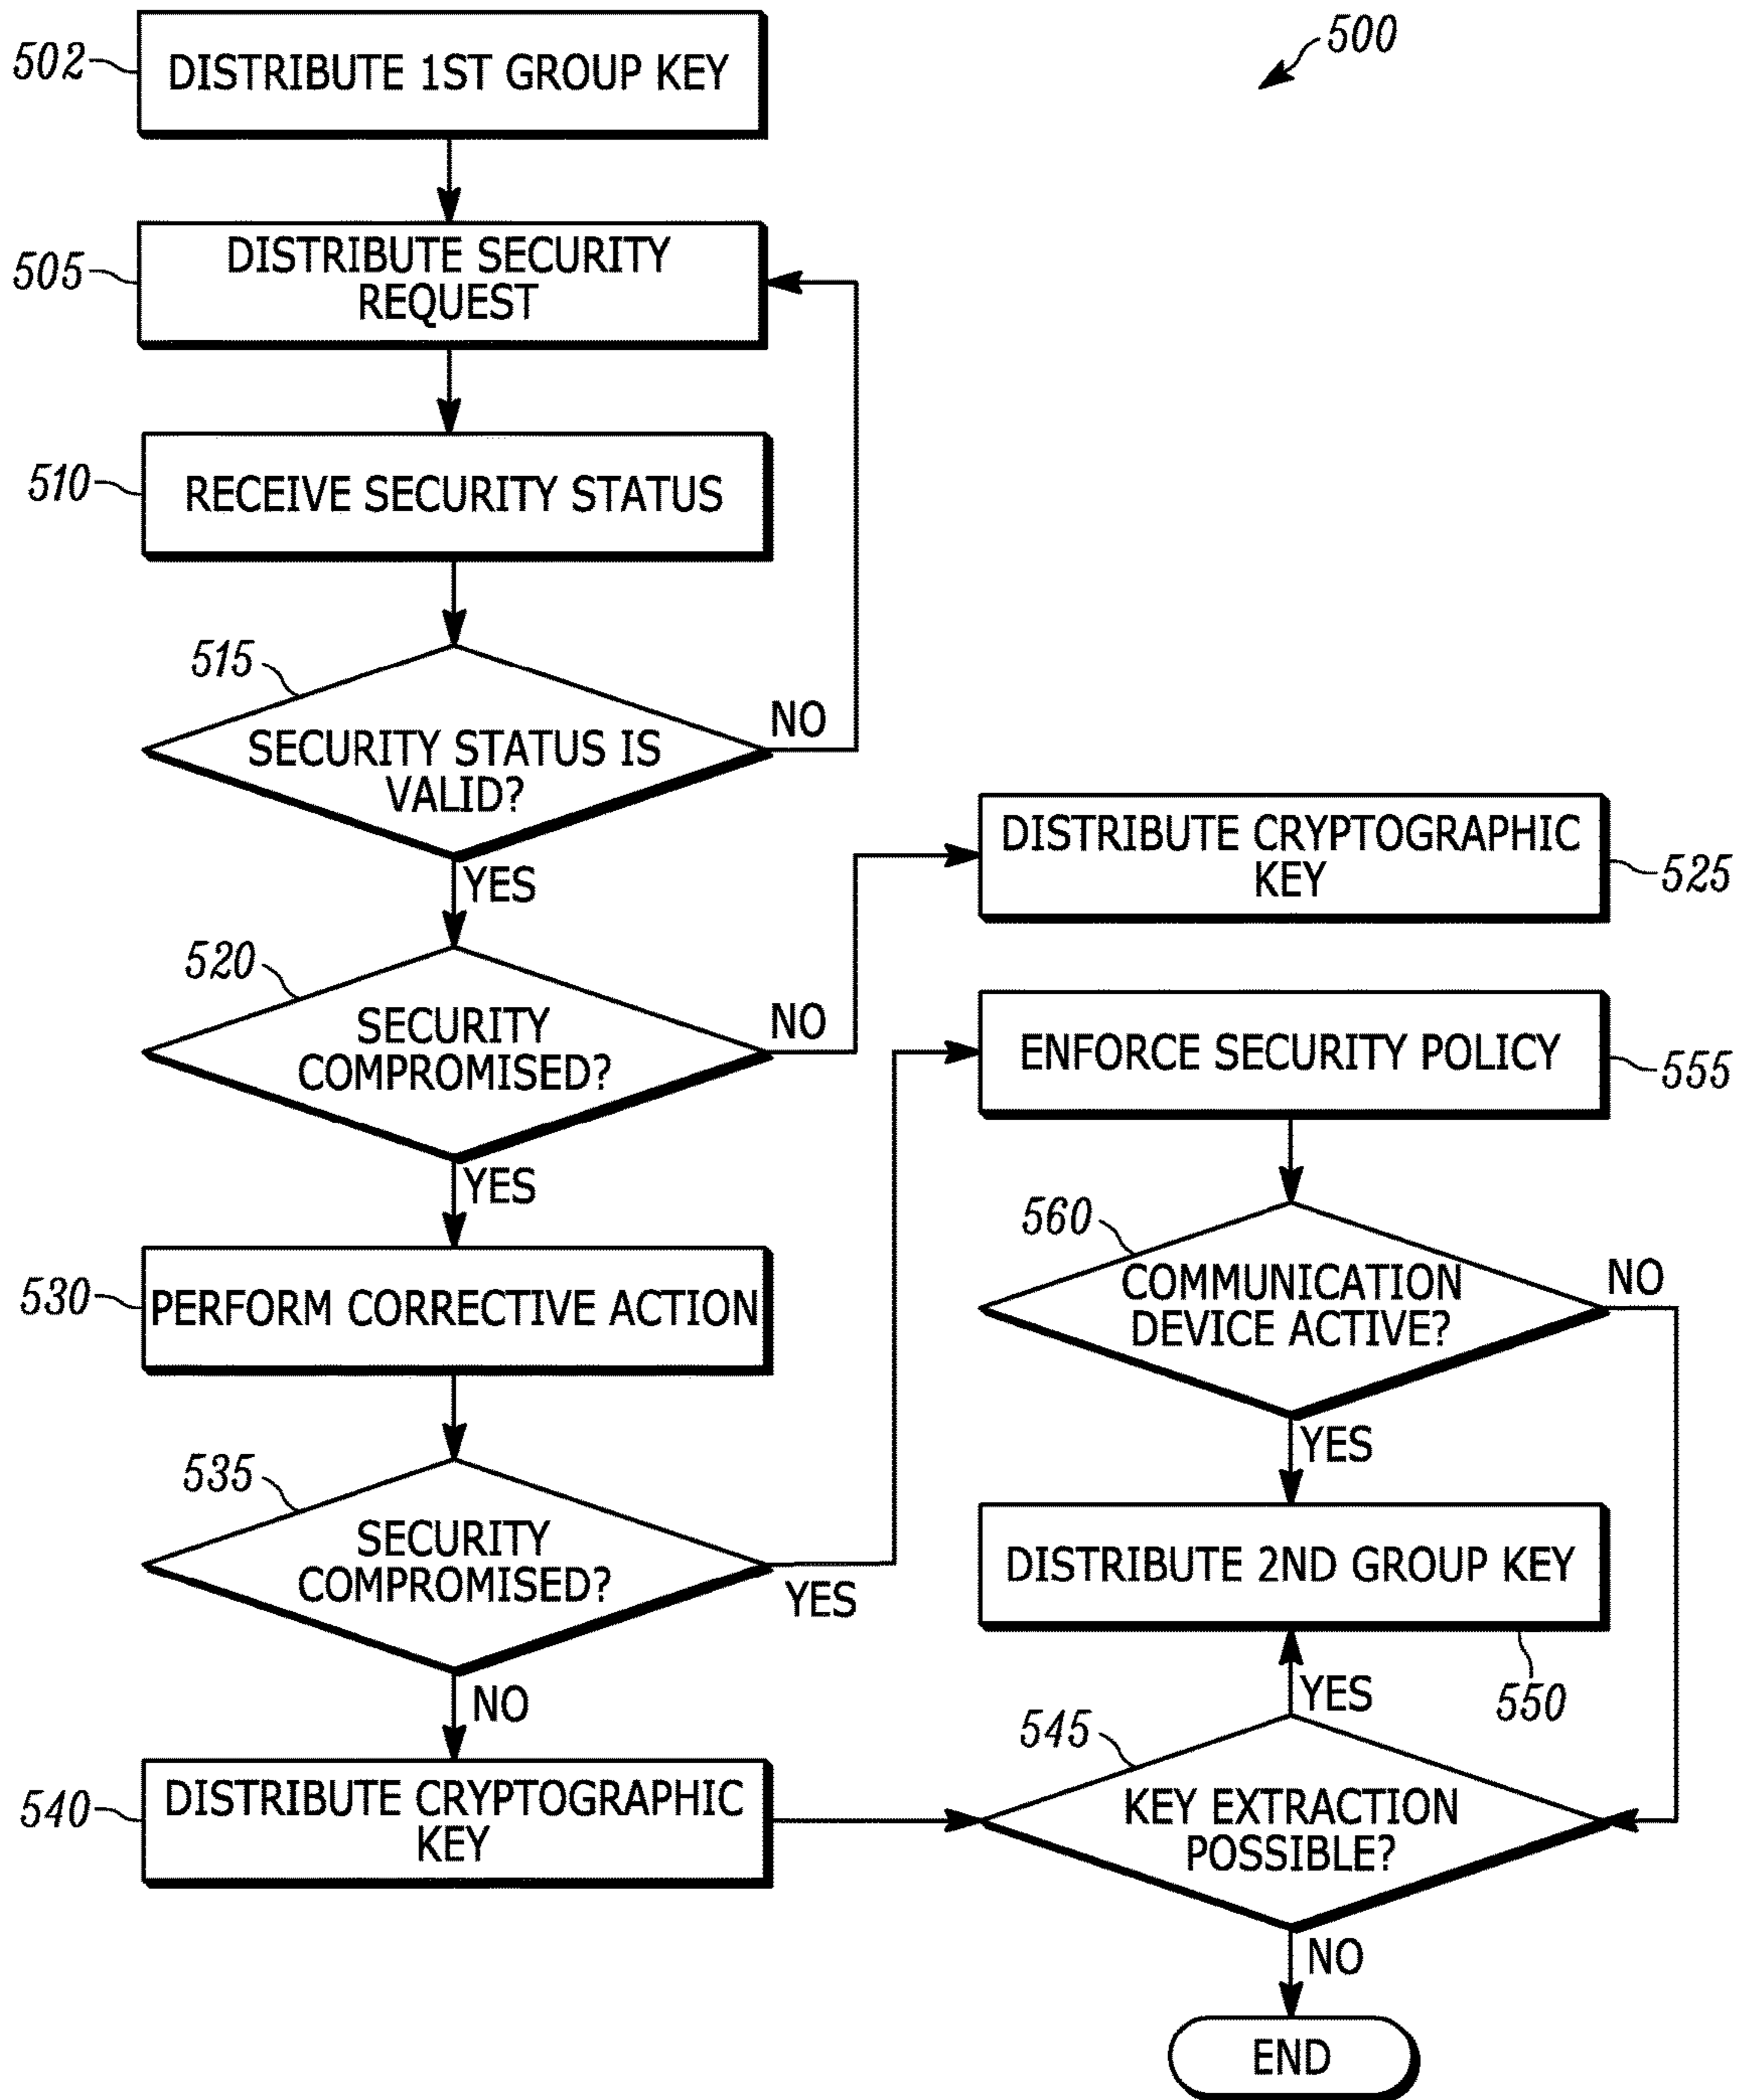 500
502
DISTRIBUTE 1ST GROUP KEY
505
DISTRIBUTE SECURITY
REQUEST
510
RECEIVE SECURITY STATUS
515
SECURITY STATUS IS
VALID?
NO
YES
520
SECURITY
COMPROMISED?
NO
YES
DISTRIBUTE CRYPTOGRAPHIC
KEY
525
530
PERFORM CORRECTIVE ACTION
535
SECURITY
COMPROMISED?
YES
NO
540
DISTRIBUTE CRYPTOGRAPHIC
KEY
ENFORCE SECURITY POLICY
555
560
COMMUNICATION
DEVICE ACTIVE?
NO
YES
DISTRIBUTE 2ND GROUP KEY
550
YES
545
KEY EXTRACTION
POSSIBLE?
NO
END